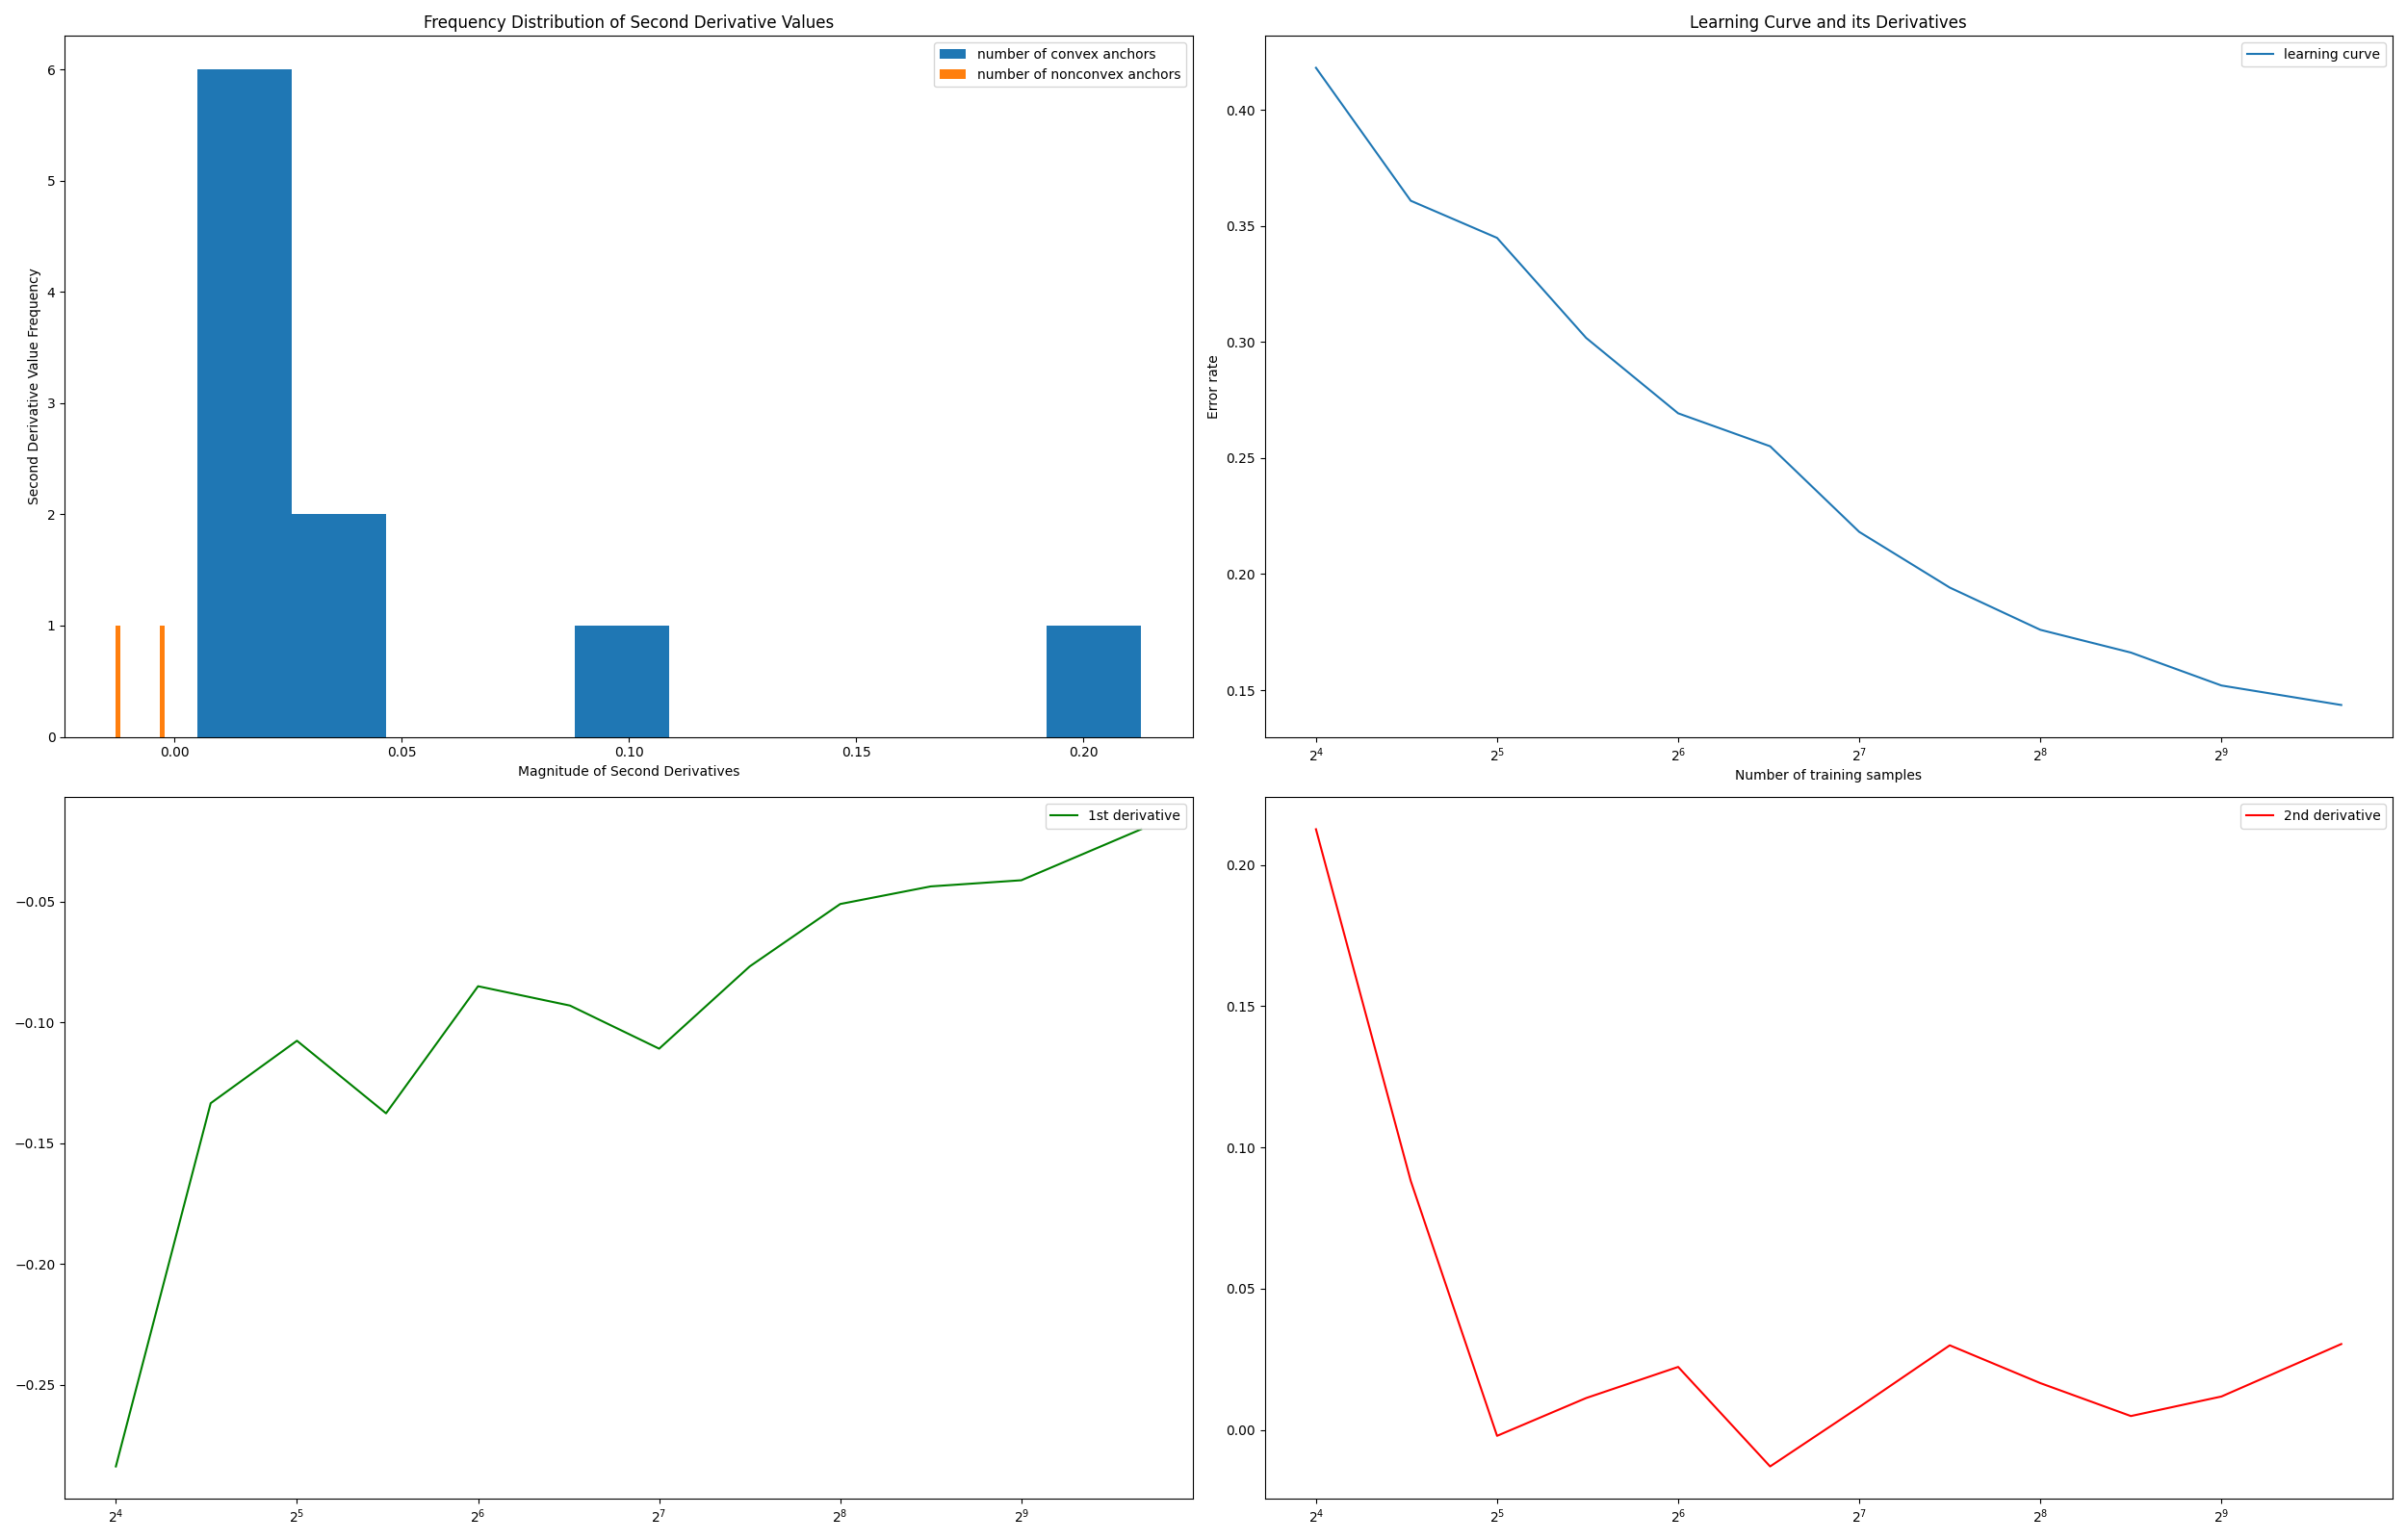 Frequency Distribution of Second Derivative Values
number of convex anchors
number of nonconvex anchors
6
5
4
3
2
1
0
Second Derivative Value Frequency
0.00 0.05 0.10 0.15 0.20
Magnitude of Second Derivatives
Learning Curve and its Derivatives
learning curve
0.40
0.35
0.30
0.25
0.20
0.15
Error rate
2⁴ 2⁵ 2⁶ 2⁷ 2⁸ 2⁹
Number of training samples
1st derivative
−0.05
−0.10
−0.15
−0.20
−0.25
2⁴ 2⁵ 2⁶ 2⁷ 2⁸ 2⁹
2nd derivative
0.20
0.15
0.10
0.05
0.00
2⁴ 2⁵ 2⁶ 2⁷ 2⁸ 2⁹